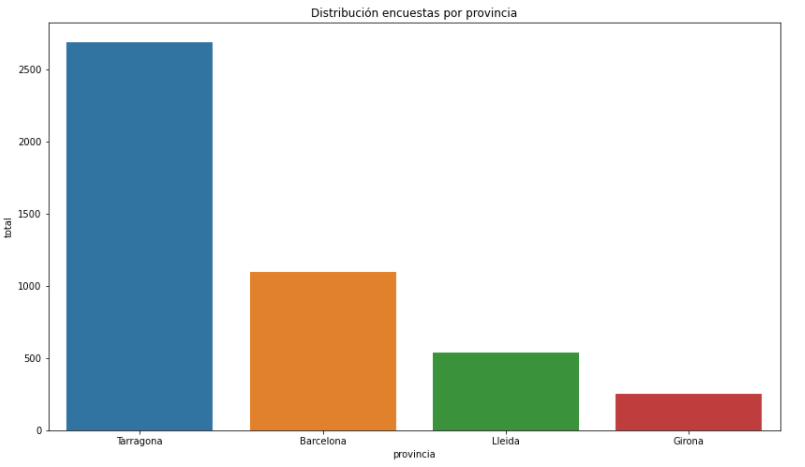 Distribución encuestas por provincia
total
2500
2000
1500
1000
500
0
Tarragona Barcelona Lleida Girona
provincia